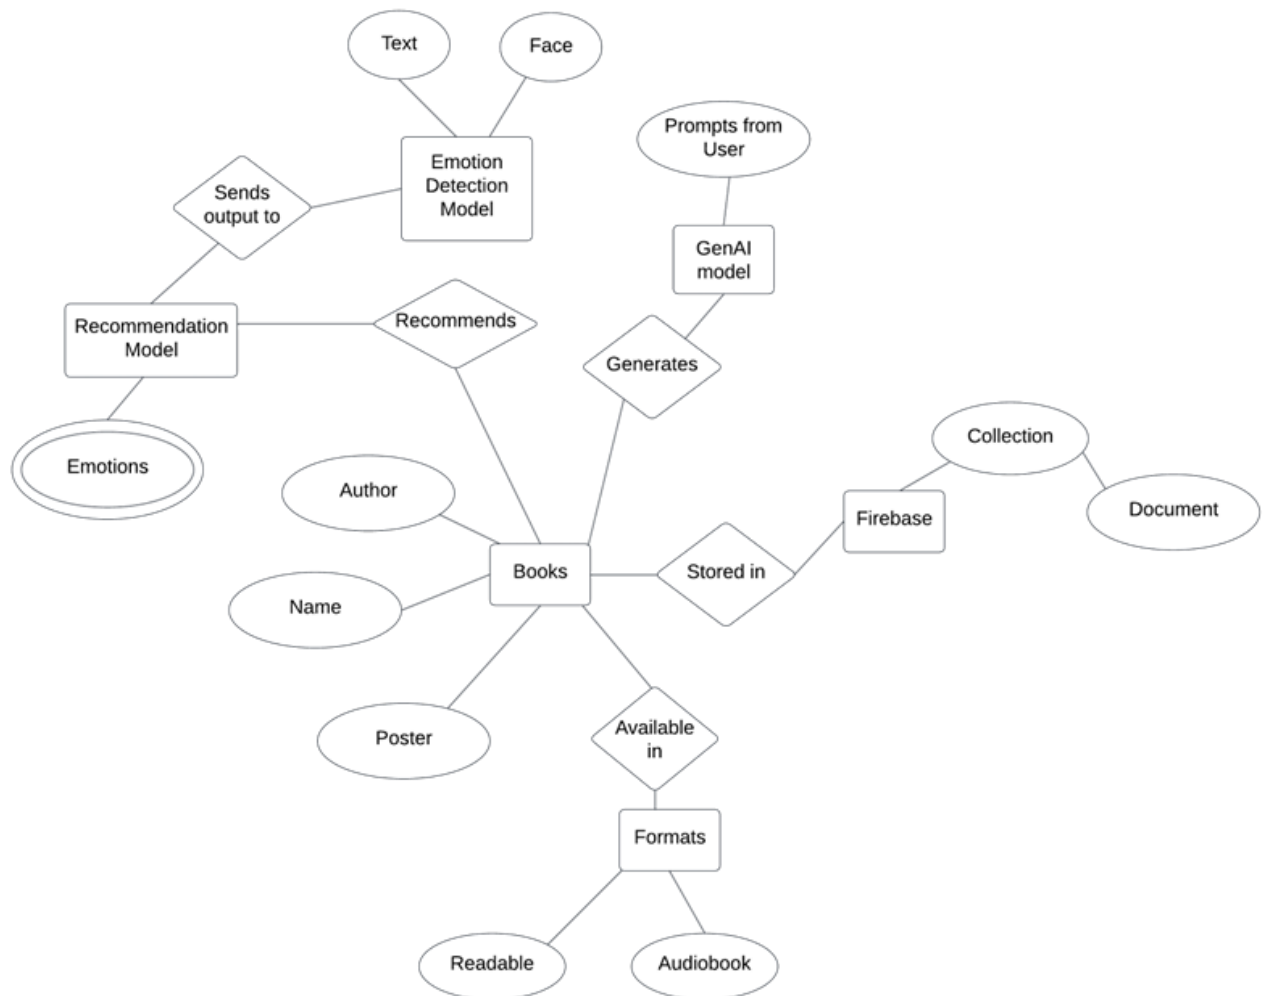 Text
Face
Prompts from
User
Emotion
Detection
Model
Sends
output to
GenAI
model
Recommendation
Model
Recommends
Generates
Emotions
Collection
Author
Document
Firebase
Books
Stored in
Name
Poster
Available
in
Formats
Readable
Audiobook